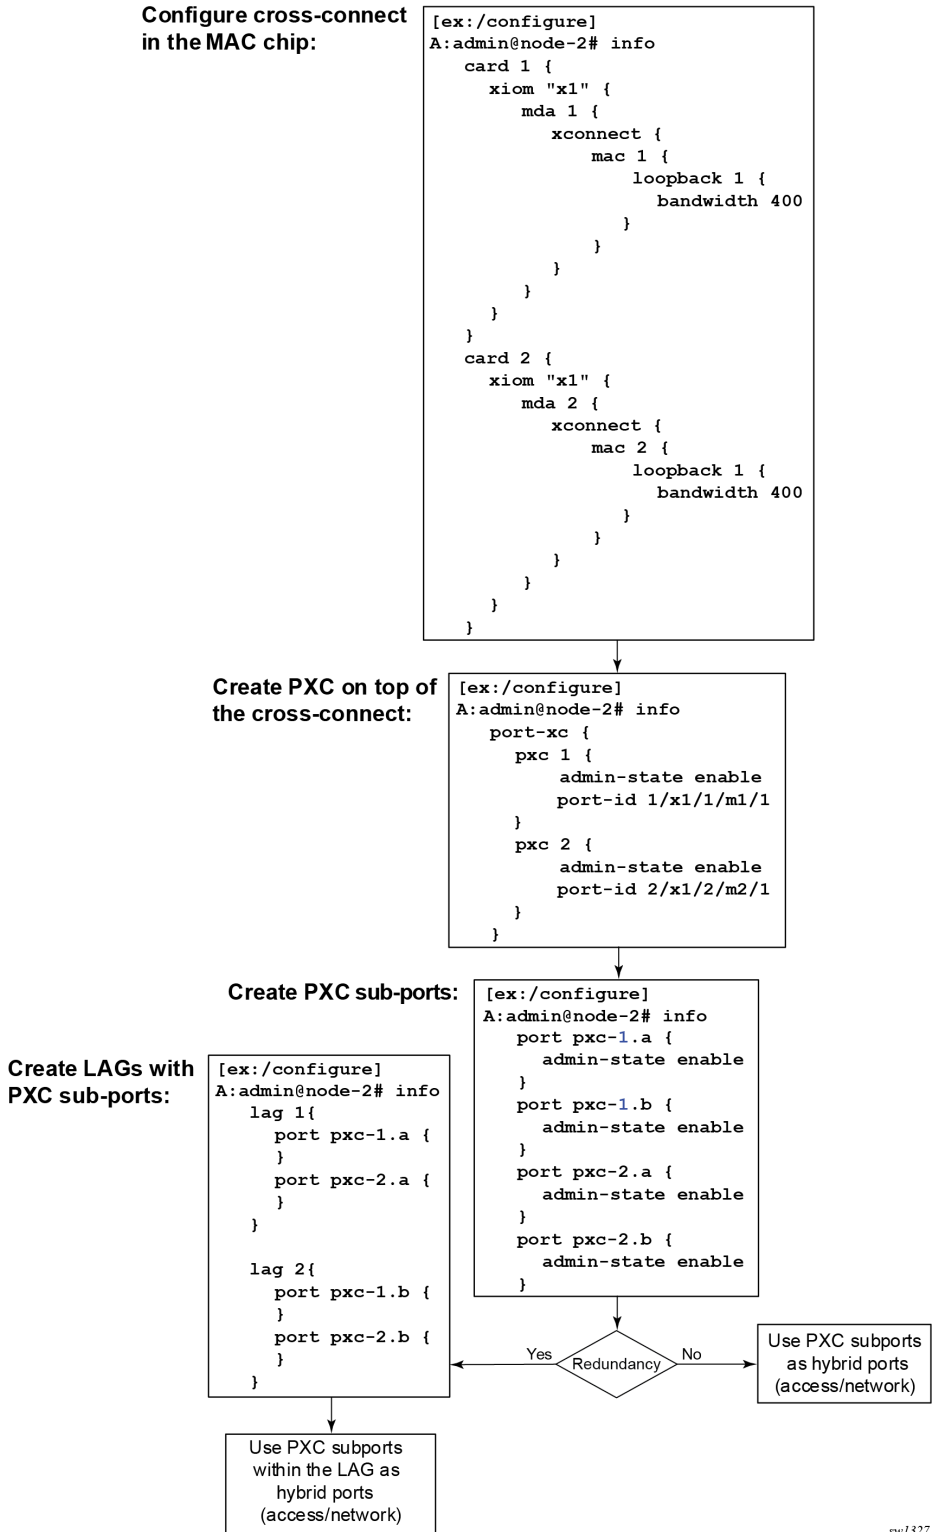 Configure cross-connect
in the MAC chip:
[ex:/configure]
A:admin@node-2# info
card 1 {
xiom "x1" {
mda 1 {
xconnect {
mac 1 {
loopback 1 {
bandwidth 400
}
}
}
}
}
}
card 2 {
xiom "x1" {
mda 2 {
xconnect {
mac 2 {
loopback 1 {
bandwidth 400
}
}
}
}
}
}
Create PXC on top of
the cross-connect:
[ex:/configure]
A:admin@node-2# info
port-xc {
pxc 1 {
admin-state enable
port-id 1/x1/1/m1/1
}
pxc 2 {
admin-state enable
port-id 2/x1/2/m2/1
}
}
Create PXC sub-ports:
[ex:/configure]
A:admin@node-2# info
port pxc-1.a {
admin-state enable
}
port pxc-1.b {
admin-state enable
}
port pxc-2.a {
admin-state enable
}
port pxc-2.b {
admin-state enable
}
Create LAGs with
PXC sub-ports:
[ex:/configure]
A:admin@node-2# info
lag 1{
port pxc-1.a {
}
port pxc-2.a {
}
}
lag 2{
port pxc-1.b {
}
port pxc-2.b {
}
}
Yes
Redundancy
No
Use PXC subports
as hybrid ports
(access/network)
Use PXC subports
within the LAG as
hybrid ports
(access/network)
sw1327